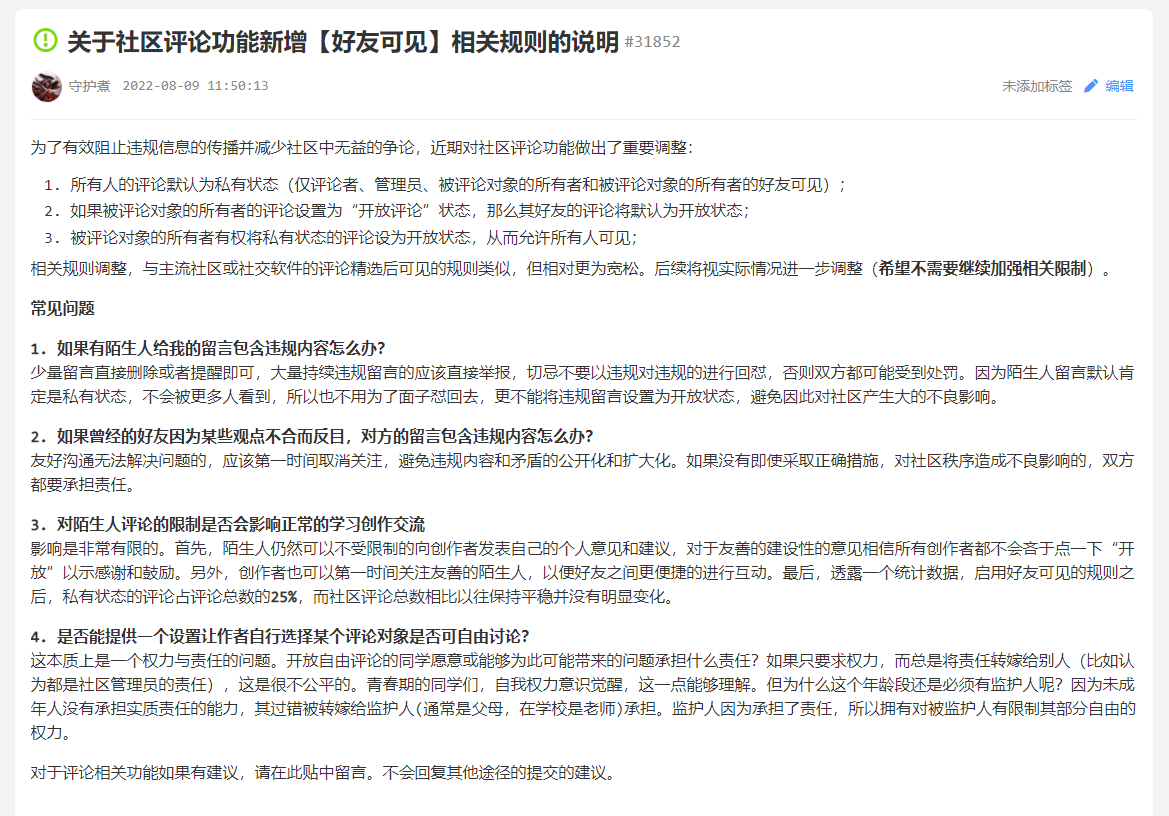 关于社区评论功能新增【好友可见】相关规则的说明 #31852
守护煮 2022-08-09 11:50:13 未添加标签 编辑
为了有效阻止违规信息的传播并减少社区中无益的争论，近期对社区评论功能做出了重要调整：
1. 所有人的评论默认为私有状态（仅评论者、管理员、被评论对象的所有者和被评论对象的所有者的好友可见）；
2. 如果被评论对象的所有者的评论设置为“开放评论”状态，那么其好友的评论将默认为开放状态；
3. 被评论对象的所有者有权将私有状态的评论设为开放状态，从而允许所有人可见；
相关规则调整，与主流社区或社交软件的评论精选后可见的规则类似，但相对更为宽松。后续将视实际情况进一步调整（希望不需要继续加强相关限制）。
常见问题
1. 如果有陌生人给我的留言包含违规内容怎么办？
少量留言直接删除或者提醒即可，大量持续违规留言的应该直接举报，切忌不要以违规对违规的进行回怼，否则双方都可能受到处罚。因为陌生人留言默认肯
定是私有状态，不会被更多人看到，所以也不用为了面子怼回去，更不能将违规留言设置为开放状态，避免因此对社区产生大的不良影响。
2. 如果曾经的好友因为某些观点不合而反目，对方的留言包含违规内容怎么办？
友好沟通无法解决问题的，应该第一时间取消关注，避免违规内容和矛盾的公开化和扩大化。如果没有即使采取正确措施，对社区秩序造成不良影响的，双方
都要承担责任。
3. 对陌生人评论的限制是否会影响正常的学习创作交流
影响是非常有限的。首先，陌生人仍然可以不受限制的向创作者发表自己的个人意见和建议，对于友善的建设性的意见相信所有创作者都不会吝于点一下“开
放”以示感谢和鼓励。另外，创作者也可以第一时间关注友善的陌生人，以便好友之间更便捷的进行互动。最后，透露一个统计数据，启用好友可见的规则之
后，私有状态的评论占评论总数的25%，而社区评论总数相比以往保持平稳并没有明显变化。
4. 是否能提供一个设置让作者自行选择某个评论对象是否可自由讨论？
这本质上是一个权力与责任的问题。开放自由评论的同学愿意或能够为此可能带来的问题承担什么责任？如果只要求权力，而总是将责任转嫁给别人（比如认
为都是社区管理员的责任），这是很不公平的。青春期的同学们，自我权力意识觉醒，这一点能够理解。但为什么这个年龄段还是必须有监护人呢？因为未成
年人没有承担实质责任的能力，其过错被转嫁给监护人(通常是父母，在学校是老师)承担。监护人因为承担了责任，所以拥有对被监护人有限制其部分自由的
权力。
对于评论相关功能如果有建议，请在此贴中留言。不会回复其他途径的提交的建议。